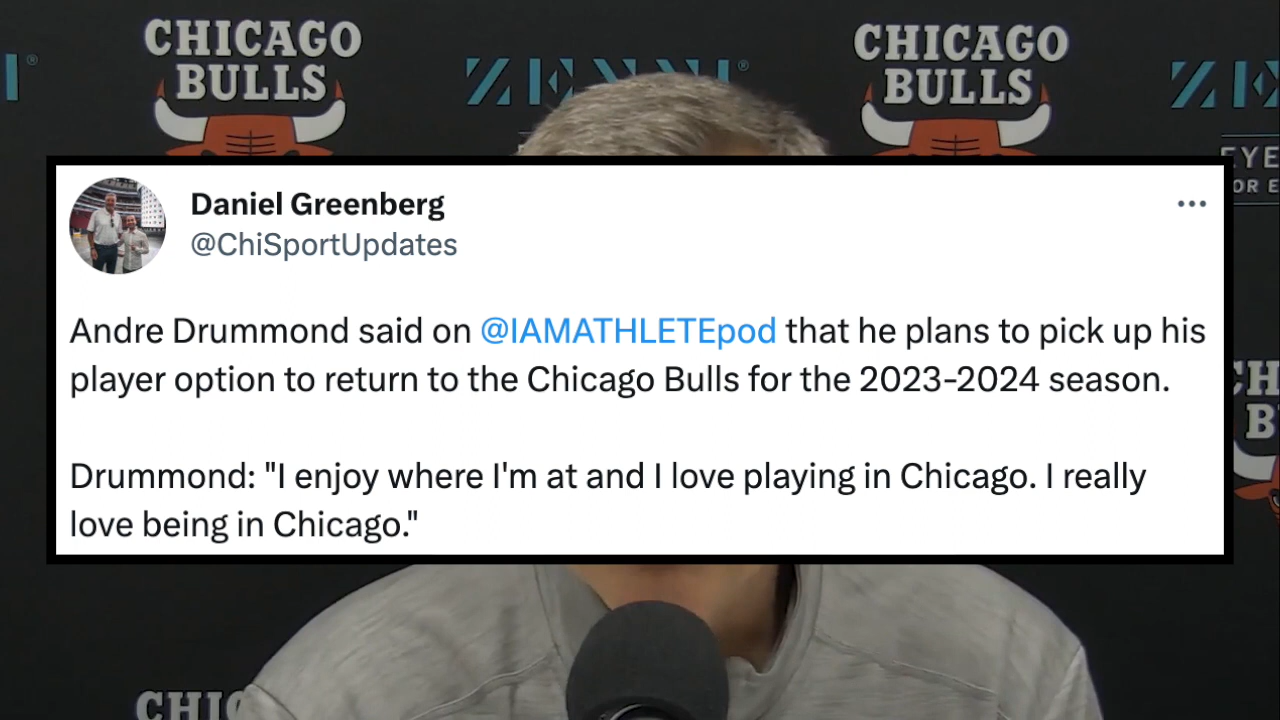 CHICAGO
BULLS
ZENNI®
CHICAGO
BULLS
Daniel Greenberg
@ChiSportUpdates
Andre Drummond said on @IAMATHLETEpod that he plans to pick up his
player option to return to the Chicago Bulls for the 2023-2024 season.
Drummond: "I enjoy where I'm at and I love playing in Chicago. I really
love being in Chicago."